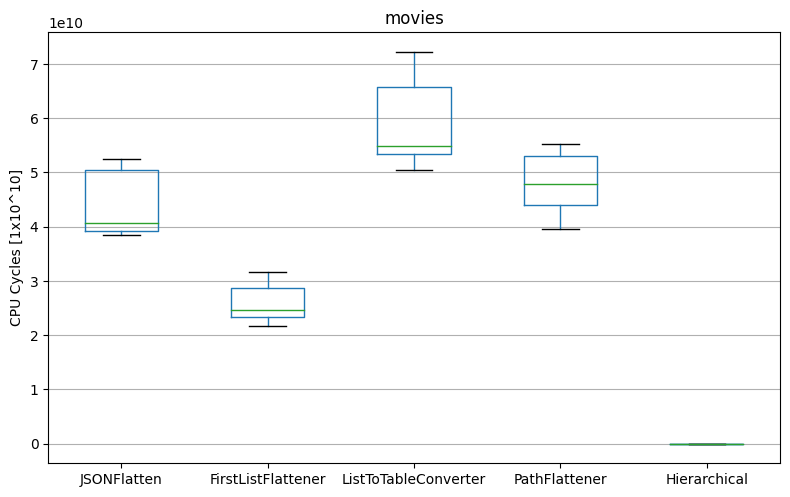 movies
1e10
7
6
5
4
3
2
1
0
CPU Cycles [1x10^10]
JSONFlatten FirstListFlattener ListToTableConverter PathFlattener Hierarchical